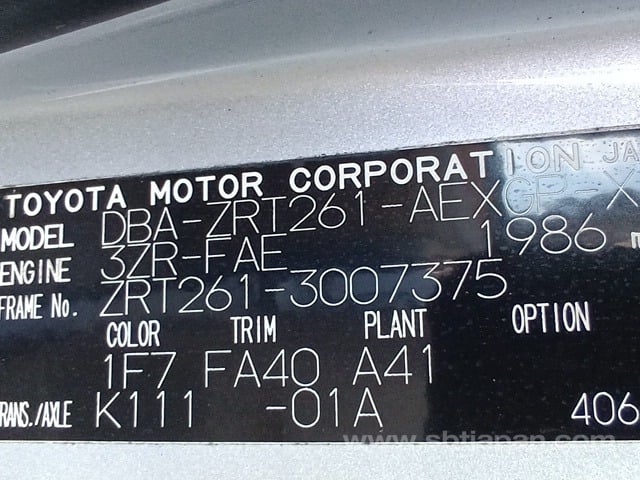 TOYOTA MOTOR CORPORATION JA
MODEL DBA-ZRT261-AEXGP-X
ENGINE 3ZR-FAE 1986 m
FRAME No. ZRT261-3007375
COLOR TRIM PLANT OPTION
1F7 FA40 A41
TRANS./AXLE K111 -01A 406
www.sbtjapan.com